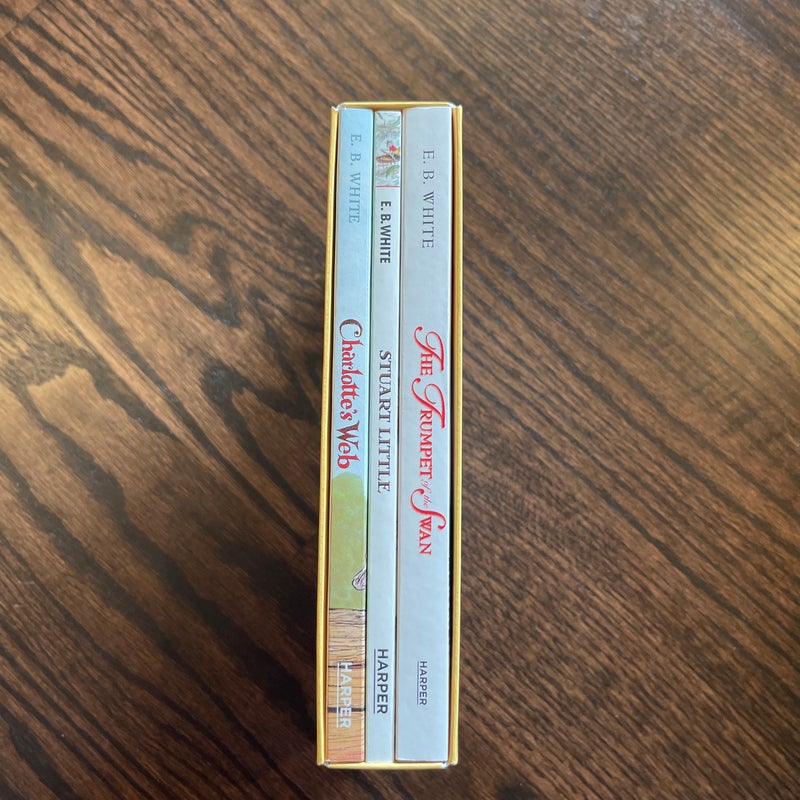 E. B. WHITE
Charlotte's Web
HARPER
E. B. WHITE
STUART LITTLE
HARPER
E. B. WHITE
THE TRUMPET of the SWAN
HARPER